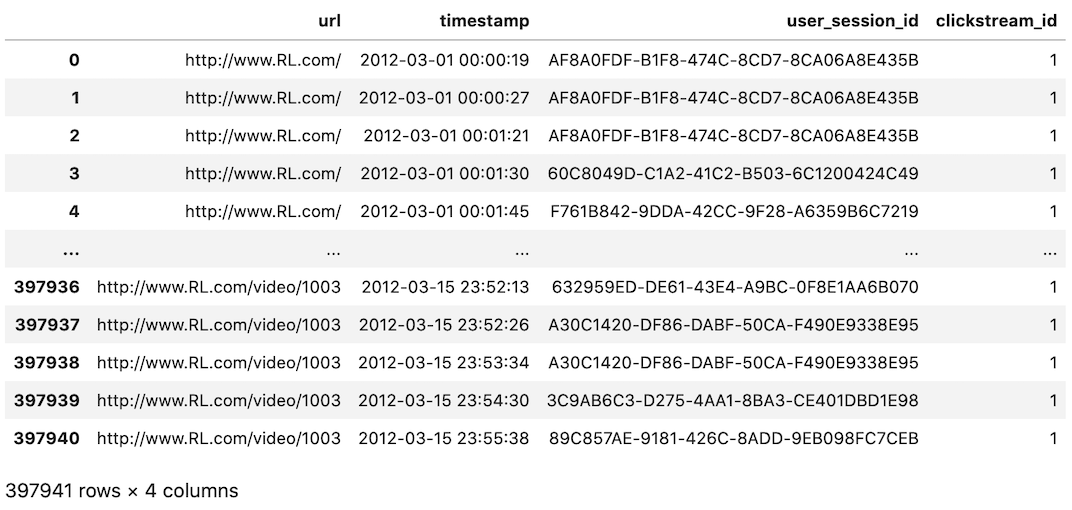 url timestamp user_session_id clickstream_id
0 http://www.RL.com/ 2012-03-01 00:00:19 AF8A0FDF-B1F8-474C-8CD7-8CA06A8E435B 1
1 http://www.RL.com/ 2012-03-01 00:00:27 AF8A0FDF-B1F8-474C-8CD7-8CA06A8E435B 1
2 http://www.RL.com/ 2012-03-01 00:01:21 AF8A0FDF-B1F8-474C-8CD7-8CA06A8E435B 1
3 http://www.RL.com/ 2012-03-01 00:01:30 60C8049D-C1A2-41C2-B503-6C1200424C49 1
4 http://www.RL.com/ 2012-03-01 00:01:45 F761B842-9DDA-42CC-9F28-A6359B6C7219 1
... ... ... ... ...
397936 http://www.RL.com/video/1003 2012-03-15 23:52:13 632959ED-DE61-43E4-A9BC-0F8E1AA6B070 1
397937 http://www.RL.com/video/1003 2012-03-15 23:52:26 A30C1420-DF86-DABF-50CA-F490E9338E95 1
397938 http://www.RL.com/video/1003 2012-03-15 23:53:34 A30C1420-DF86-DABF-50CA-F490E9338E95 1
397939 http://www.RL.com/video/1003 2012-03-15 23:54:30 3C9AB6C3-D275-4AA1-8BA3-CE401DBD1E98 1
397940 http://www.RL.com/video/1003 2012-03-15 23:55:38 89C857AE-9181-426C-8ADD-9EB098FC7CEB 1
397941 rows × 4 columns